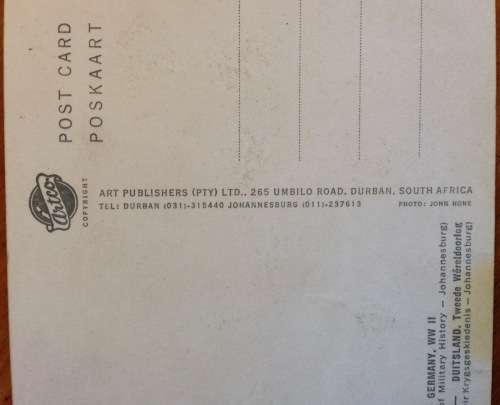 POST CARD
POSKAART
Artco
COPYRIGHT
ART PUBLISHERS (PTY) LTD., 265 UMBILO ROAD, DURBAN, SOUTH AFRICA
TEL: DURBAN (031)-315440 JOHANNESBURG (011)-237613
PHOTO: JOHN HONE
GERMANY, WW II
of Military History — Johannesburg)
— DUITSLAND, Tweede Wêreldoorlog
Krygsgeskiedenis — Johannesburg)